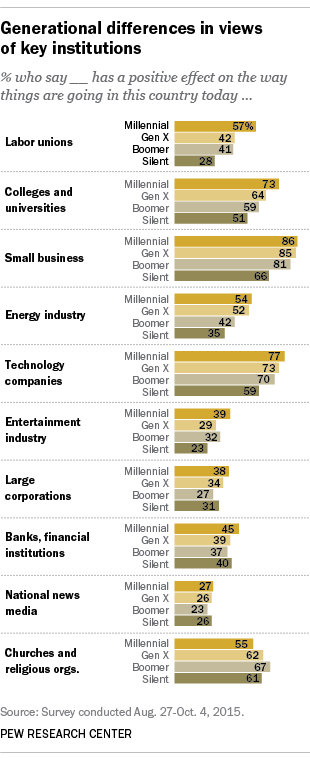 Generational differences in views
of key institutions
% who say __ has a positive effect on the way
things are going in this country today ...
Labor unions
Millennial 57%
Gen X 42
Boomer 41
Silent 28
Colleges and
universities
Millennial 73
Gen X 64
Boomer 59
Silent 51
Small business
Millennial 86
Gen X 85
Boomer 81
Silent 66
Energy industry
Millennial 54
Gen X 52
Boomer 42
Silent 35
Technology
companies
Millennial 77
Gen X 73
Boomer 70
Silent 59
Entertainment
industry
Millennial 39
Gen X 29
Boomer 32
Silent 23
Large
corporations
Millennial 38
Gen X 34
Boomer 27
Silent 31
Banks, financial
institutions
Millennial 45
Gen X 39
Boomer 37
Silent 40
National news
media
Millennial 27
Gen X 26
Boomer 23
Silent 26
Churches and
religious orgs.
Millennial 55
Gen X 62
Boomer 67
Silent 61
Source: Survey conducted Aug. 27-Oct. 4, 2015.
PEW RESEARCH CENTER